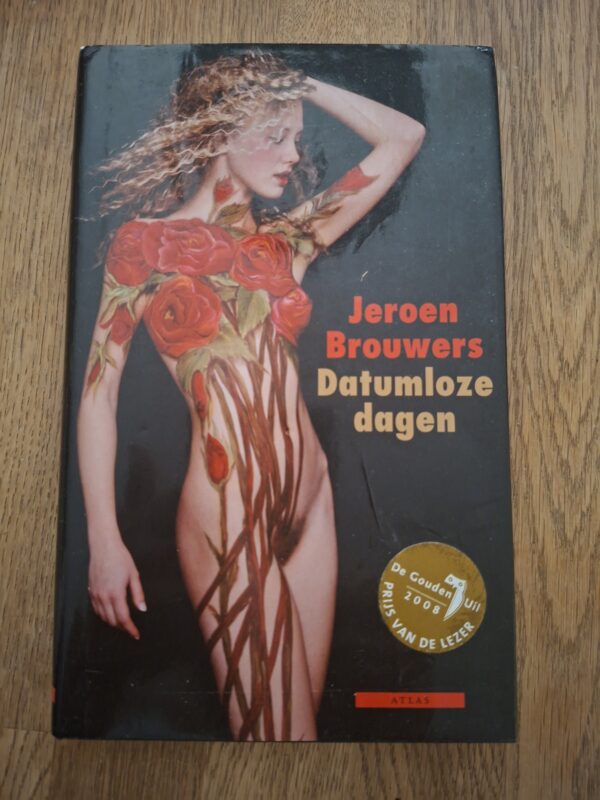 Jeroen
Brouwers
Datumloze
dagen
De Gouden Uil
2008
PRIJS VAN DE LEZER
ATLAS